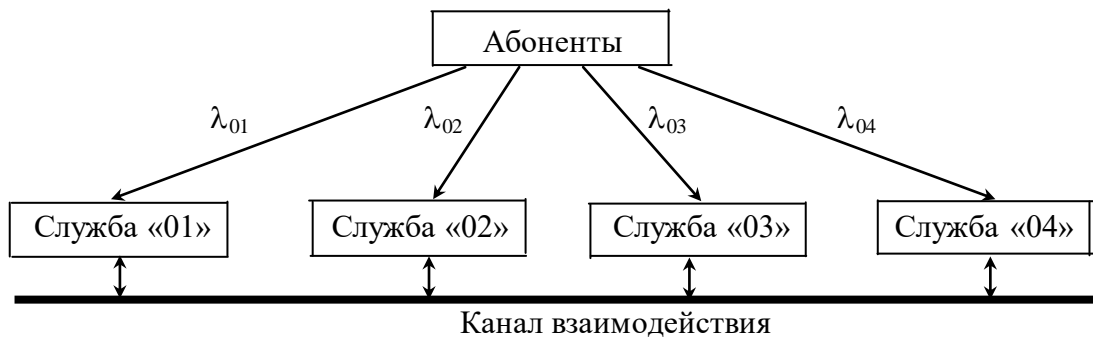 Абоненты
λ01 λ02 λ03 λ04
Служба «01» Служба «02» Служба «03» Служба «04»
Канал взаимодействия